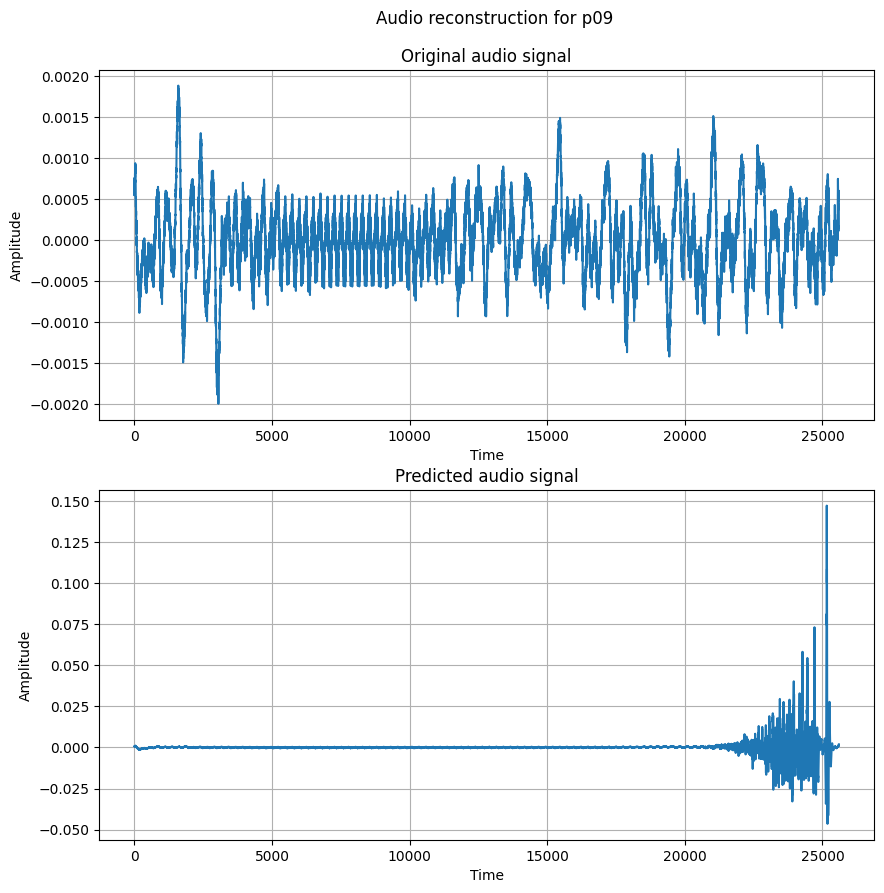 Audio reconstruction for p09
Original audio signal
0.0020
0.0015
0.0010
0.0005
0.0000
−0.0005
−0.0010
−0.0015
−0.0020
Amplitude
0 5000 10000 15000 20000 25000
Time
Predicted audio signal
0.150
0.125
0.100
0.075
0.050
0.025
0.000
−0.025
−0.050
Amplitude
0 5000 10000 15000 20000 25000
Time